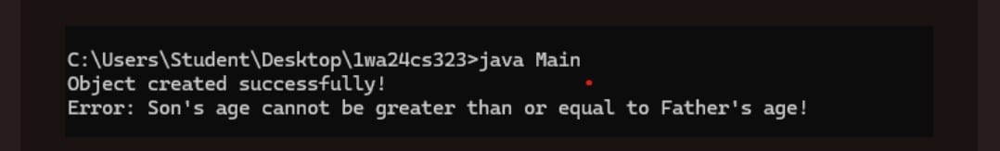 C:\Users\Student\Desktop\1wa24cs323>java Main
Object created successfully!
Error: Son's age cannot be greater than or equal to Father's age!